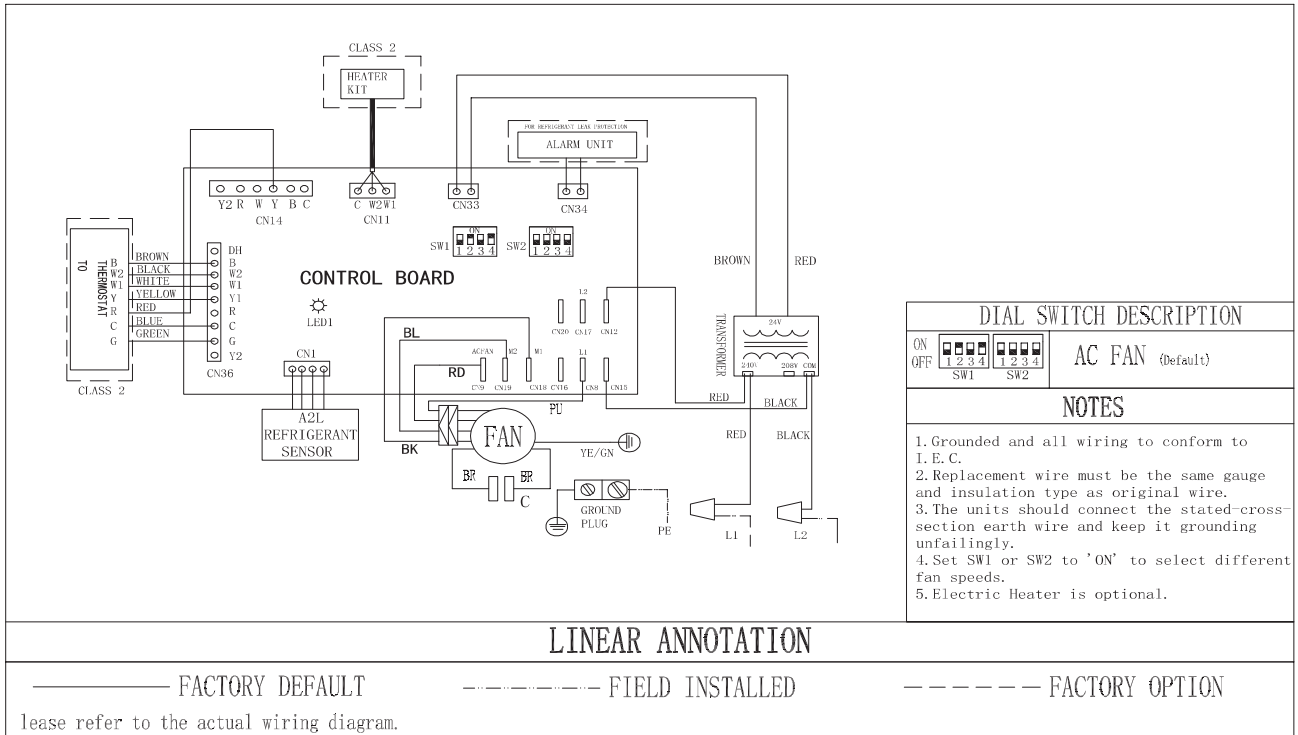 CLASS 2
HEATER
KIT
FOR REFRIGERANT LEAK PROTECTION
ALARM UNIT
Y2 R W Y B C
CN14
C W2 W1
CN11
CN33
CN34
SW1
ON
1 2 3 4
SW2
ON
1 2 3 4
TO
THERMOSTAT
B
W2
W1
Y
R
C
G
BROWN
BLACK
WHITE
YELLOW
RED
BLUE
GREEN
CLASS 2
DH
B
W2
W1
Y1
R
C
G
Y2
CN36
CONTROL BOARD
LED1
CN1
A2L
REFRIGERANT
SENSOR
L2
CN20 CN17 CN12
BL
RD
BK
PU
ACFAN M2 M1 L1
CN9 CN19 CN18 CN16 CN8 CN15
FAN
YE/GN
BR
BR
C
GROUND
PLUG
PE
BROWN
RED
TRANSFORMER
24V
240V 208V COM
RED
BLACK
RED
BLACK
L1
L2
DIAL SWITCH DESCRIPTION
ON
OFF
1 2 3 4
SW1
1 2 3 4
SW2
AC FAN (Default)
NOTES
1. Grounded and all wiring to conform to
I.E.C.
2. Replacement wire must be the same gauge
and insulation type as original wire.
3. The units should connect the stated-cross-
section earth wire and keep it grounding
unfailingly.
4. Set SW1 or SW2 to 'ON' to select different
fan speeds.
5. Electric Heater is optional.
LINEAR ANNOTATION
FACTORY DEFAULT
FIELD INSTALLED
FACTORY OPTION
lease refer to the actual wiring diagram.